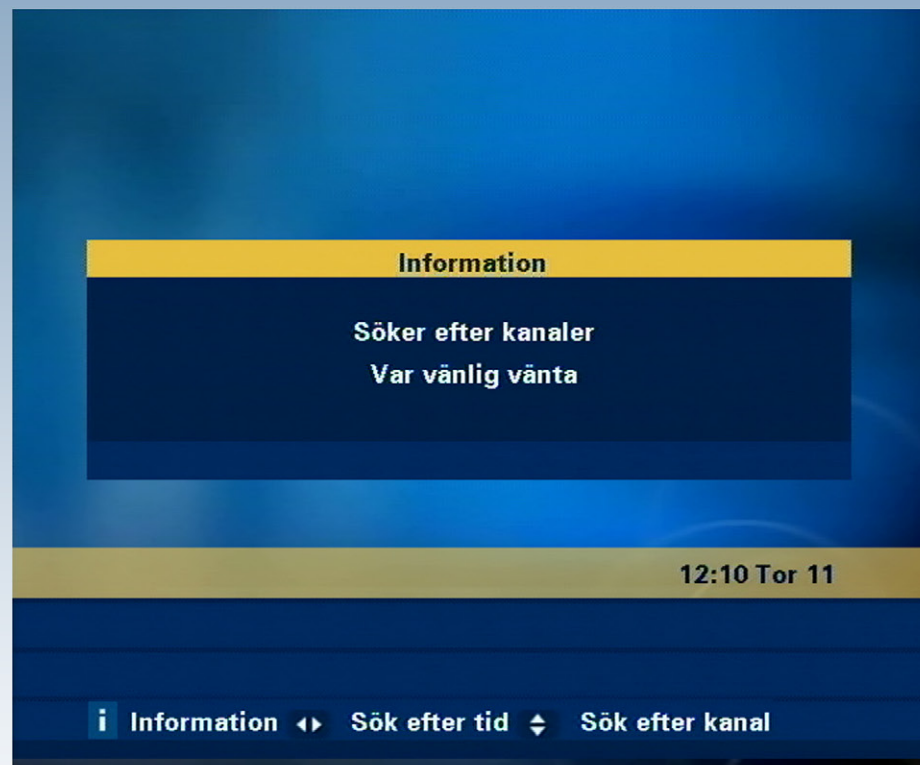 Information
Söker efter kanaler
Var vänlig vänta
12:10 Tor 11
i Information Sök efter tid Sök efter kanal